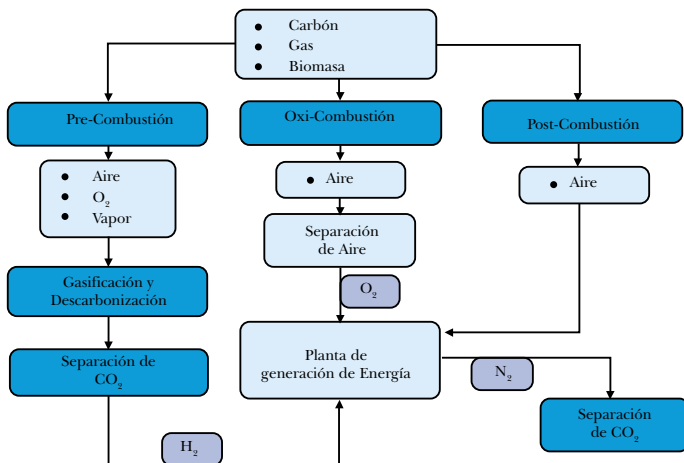 ● Carbón
● Gas
● Biomasa
Pre-Combustión
Oxi-Combustión
Post-Combustión
● Aire
● O₂
● Vapor
● Aire
● Aire
Separación
de Aire
Gasificación y
Descarbonización
O₂
Separación de
CO₂
Planta de
generación de Energía
N₂
Separación
de CO₂
H₂